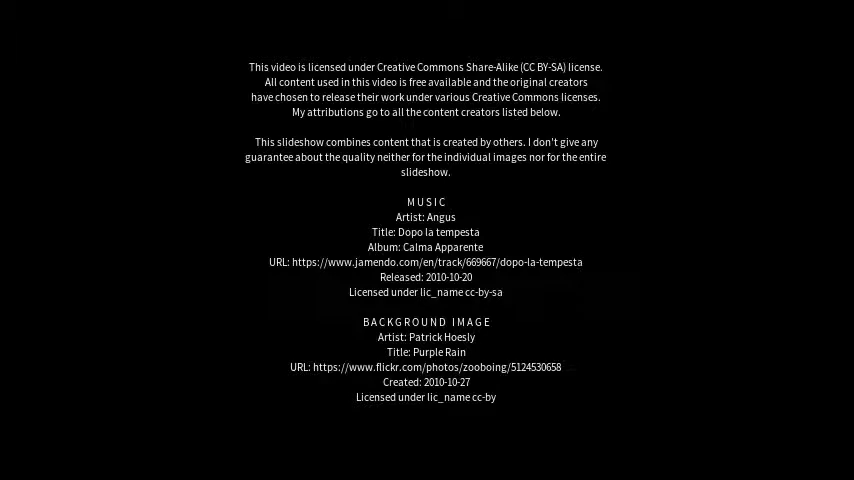 This video is licensed under Creative Commons Share-Alike (CC BY-SA) license.
All content used in this video is free available and the original creators
have chosen to release their work under various Creative Commons licenses.
My attributions go to all the content creators listed below.
This slideshow combines content that is created by others. I don't give any
guarantee about the quality neither for the individual images nor for the entire
slideshow.
MUSIC
Artist: Angus
Title: Dopo la tempesta
Album: Calma Apparente
URL: https://www.jamendo.com/en/track/669667/dopo-la-tempesta
Released: 2010-10-20
Licensed under lic_name cc-by-sa
BACKGROUND IMAGE
Artist: Patrick Hoesly
Title: Purple Rain
URL: https://www.flickr.com/photos/zooboing/5124530658
Created: 2010-10-27
Licensed under lic_name cc-by